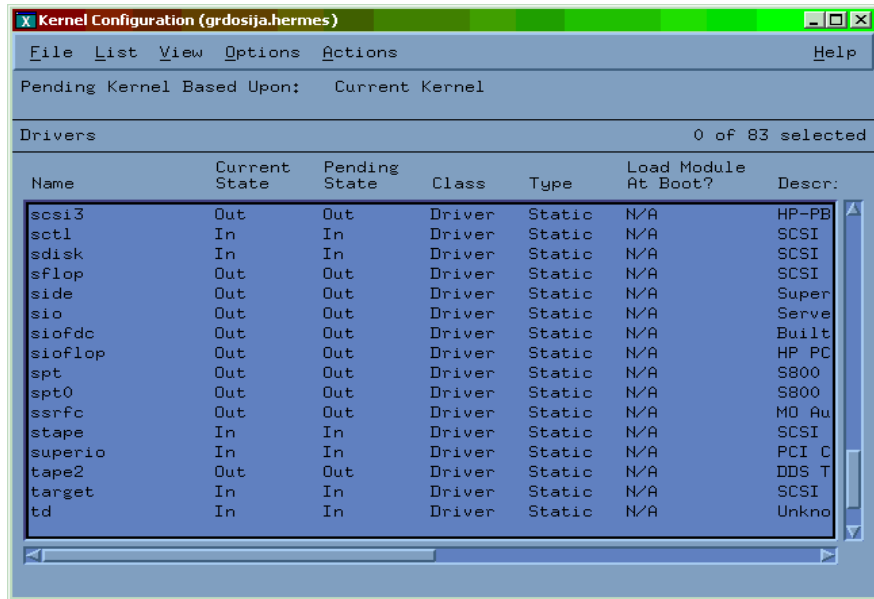 X Kernel Configuration (grdosija.hermes)
File List View Options Actions Help
Pending Kernel Based Upon: Current Kernel
Drivers 0 of 83 selected
Current Pending Load Module
Name State State Class Type At Boot? Descr:
scsi3 Out Out Driver Static N/A HP-PB
sctl In In Driver Static N/A SCSI
sdisk In In Driver Static N/A SCSI
sflop Out Out Driver Static N/A SCSI
side Out Out Driver Static N/A Super
sio Out Out Driver Static N/A Serve
siofdc Out Out Driver Static N/A Built
sioflop Out Out Driver Static N/A HP PC
spt Out Out Driver Static N/A S800
spt0 Out Out Driver Static N/A S800
ssrfc Out Out Driver Static N/A MO Au
stape In In Driver Static N/A SCSI
superio In In Driver Static N/A PCI C
tape2 Out Out Driver Static N/A DDS T
target In In Driver Static N/A SCSI
td In In Driver Static N/A Unkno